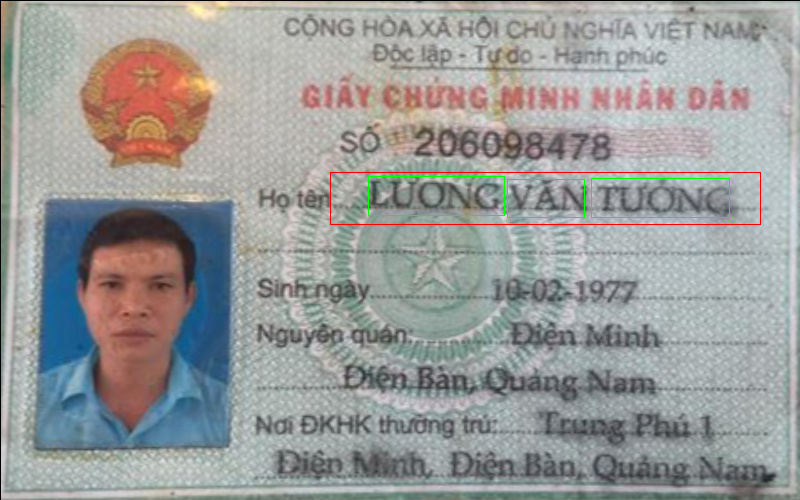 CỘNG HÒA XÃ HỘI CHỦ NGHĨA VIỆT NAM
Độc lập - Tự do - Hạnh phúc
GIẤY CHỨNG MINH NHÂN DÂN
SỐ 206098478
Họ tên: LƯƠNG VĂN TƯỞNG
Sinh ngày 10-02-1977
Nguyên quán: Điện Minh
Điện Bàn, Quảng Nam
Nơi ĐKHK thường trú: Trung Phú 1
Điện Minh, Điện Bàn, Quảng Nam